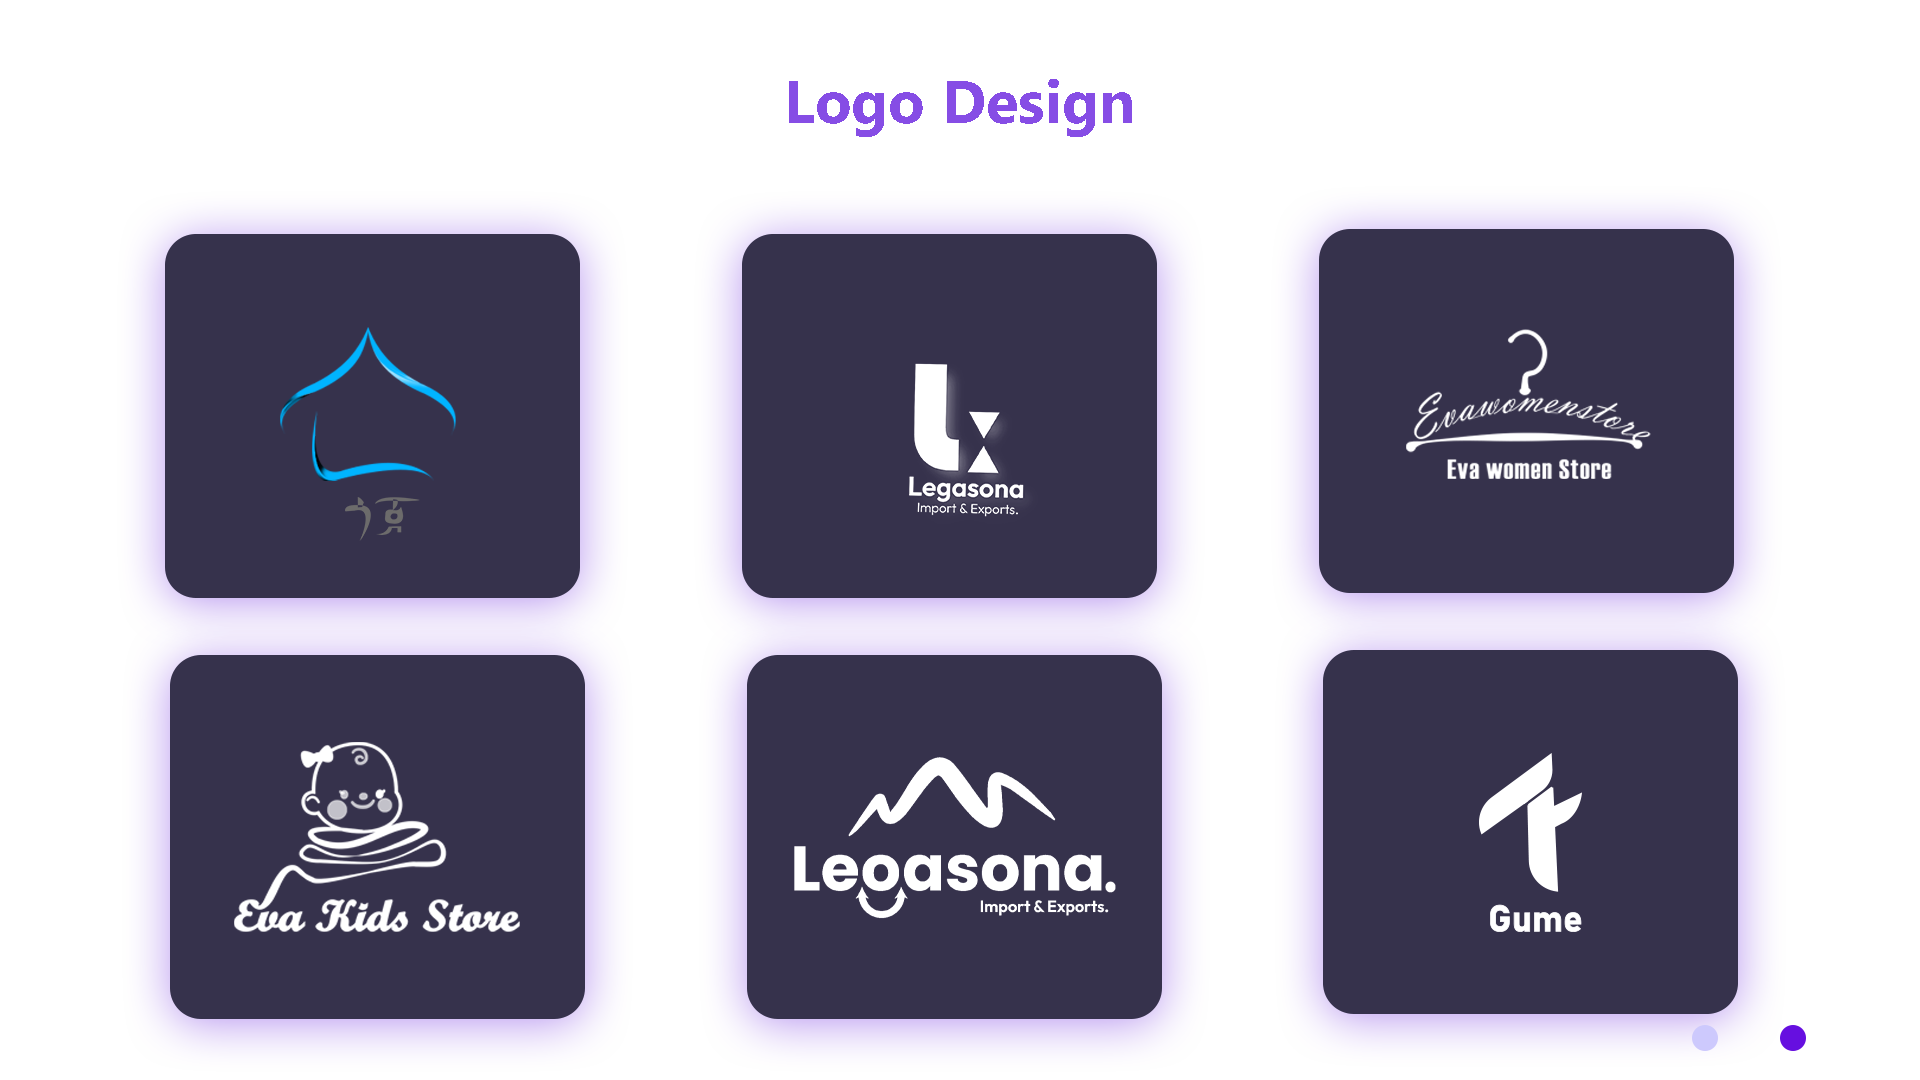 Logo Design
Legasona
Import & Exports.
Evawomenstore
Eva women Store
Eva Kids Store
Legasona.
Import & Exports.
Gume